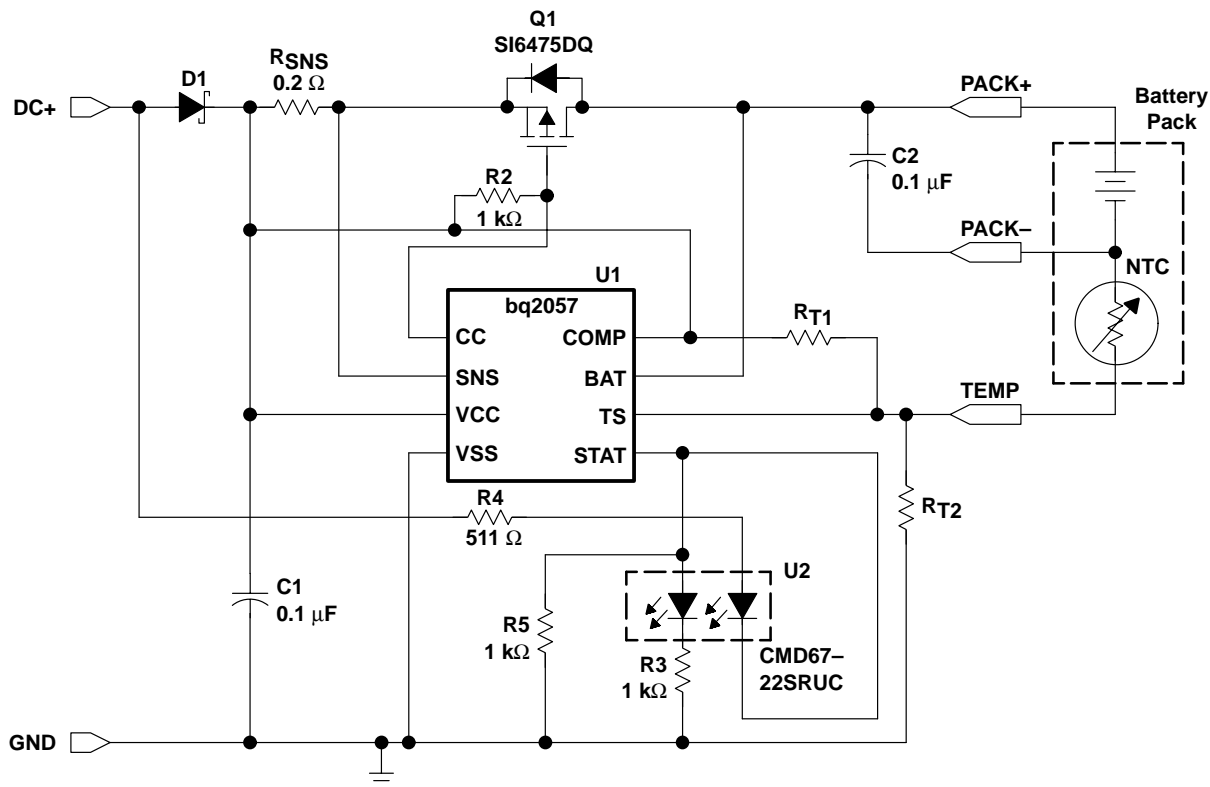 Q1
SI6475DQ
RSNS
0.2 Ω
D1
DC+
PACK+
Battery
Pack
C2
0.1 μF
R2
1 kΩ
PACK–
NTC
U1
bq2057
RT1
CC
COMP
SNS
BAT
TEMP
VCC
TS
VSS
STAT
R4
511 Ω
RT2
U2
C1
0.1 μF
R5
1 kΩ
R3
1 kΩ
CMD67–
22SRUC
GND